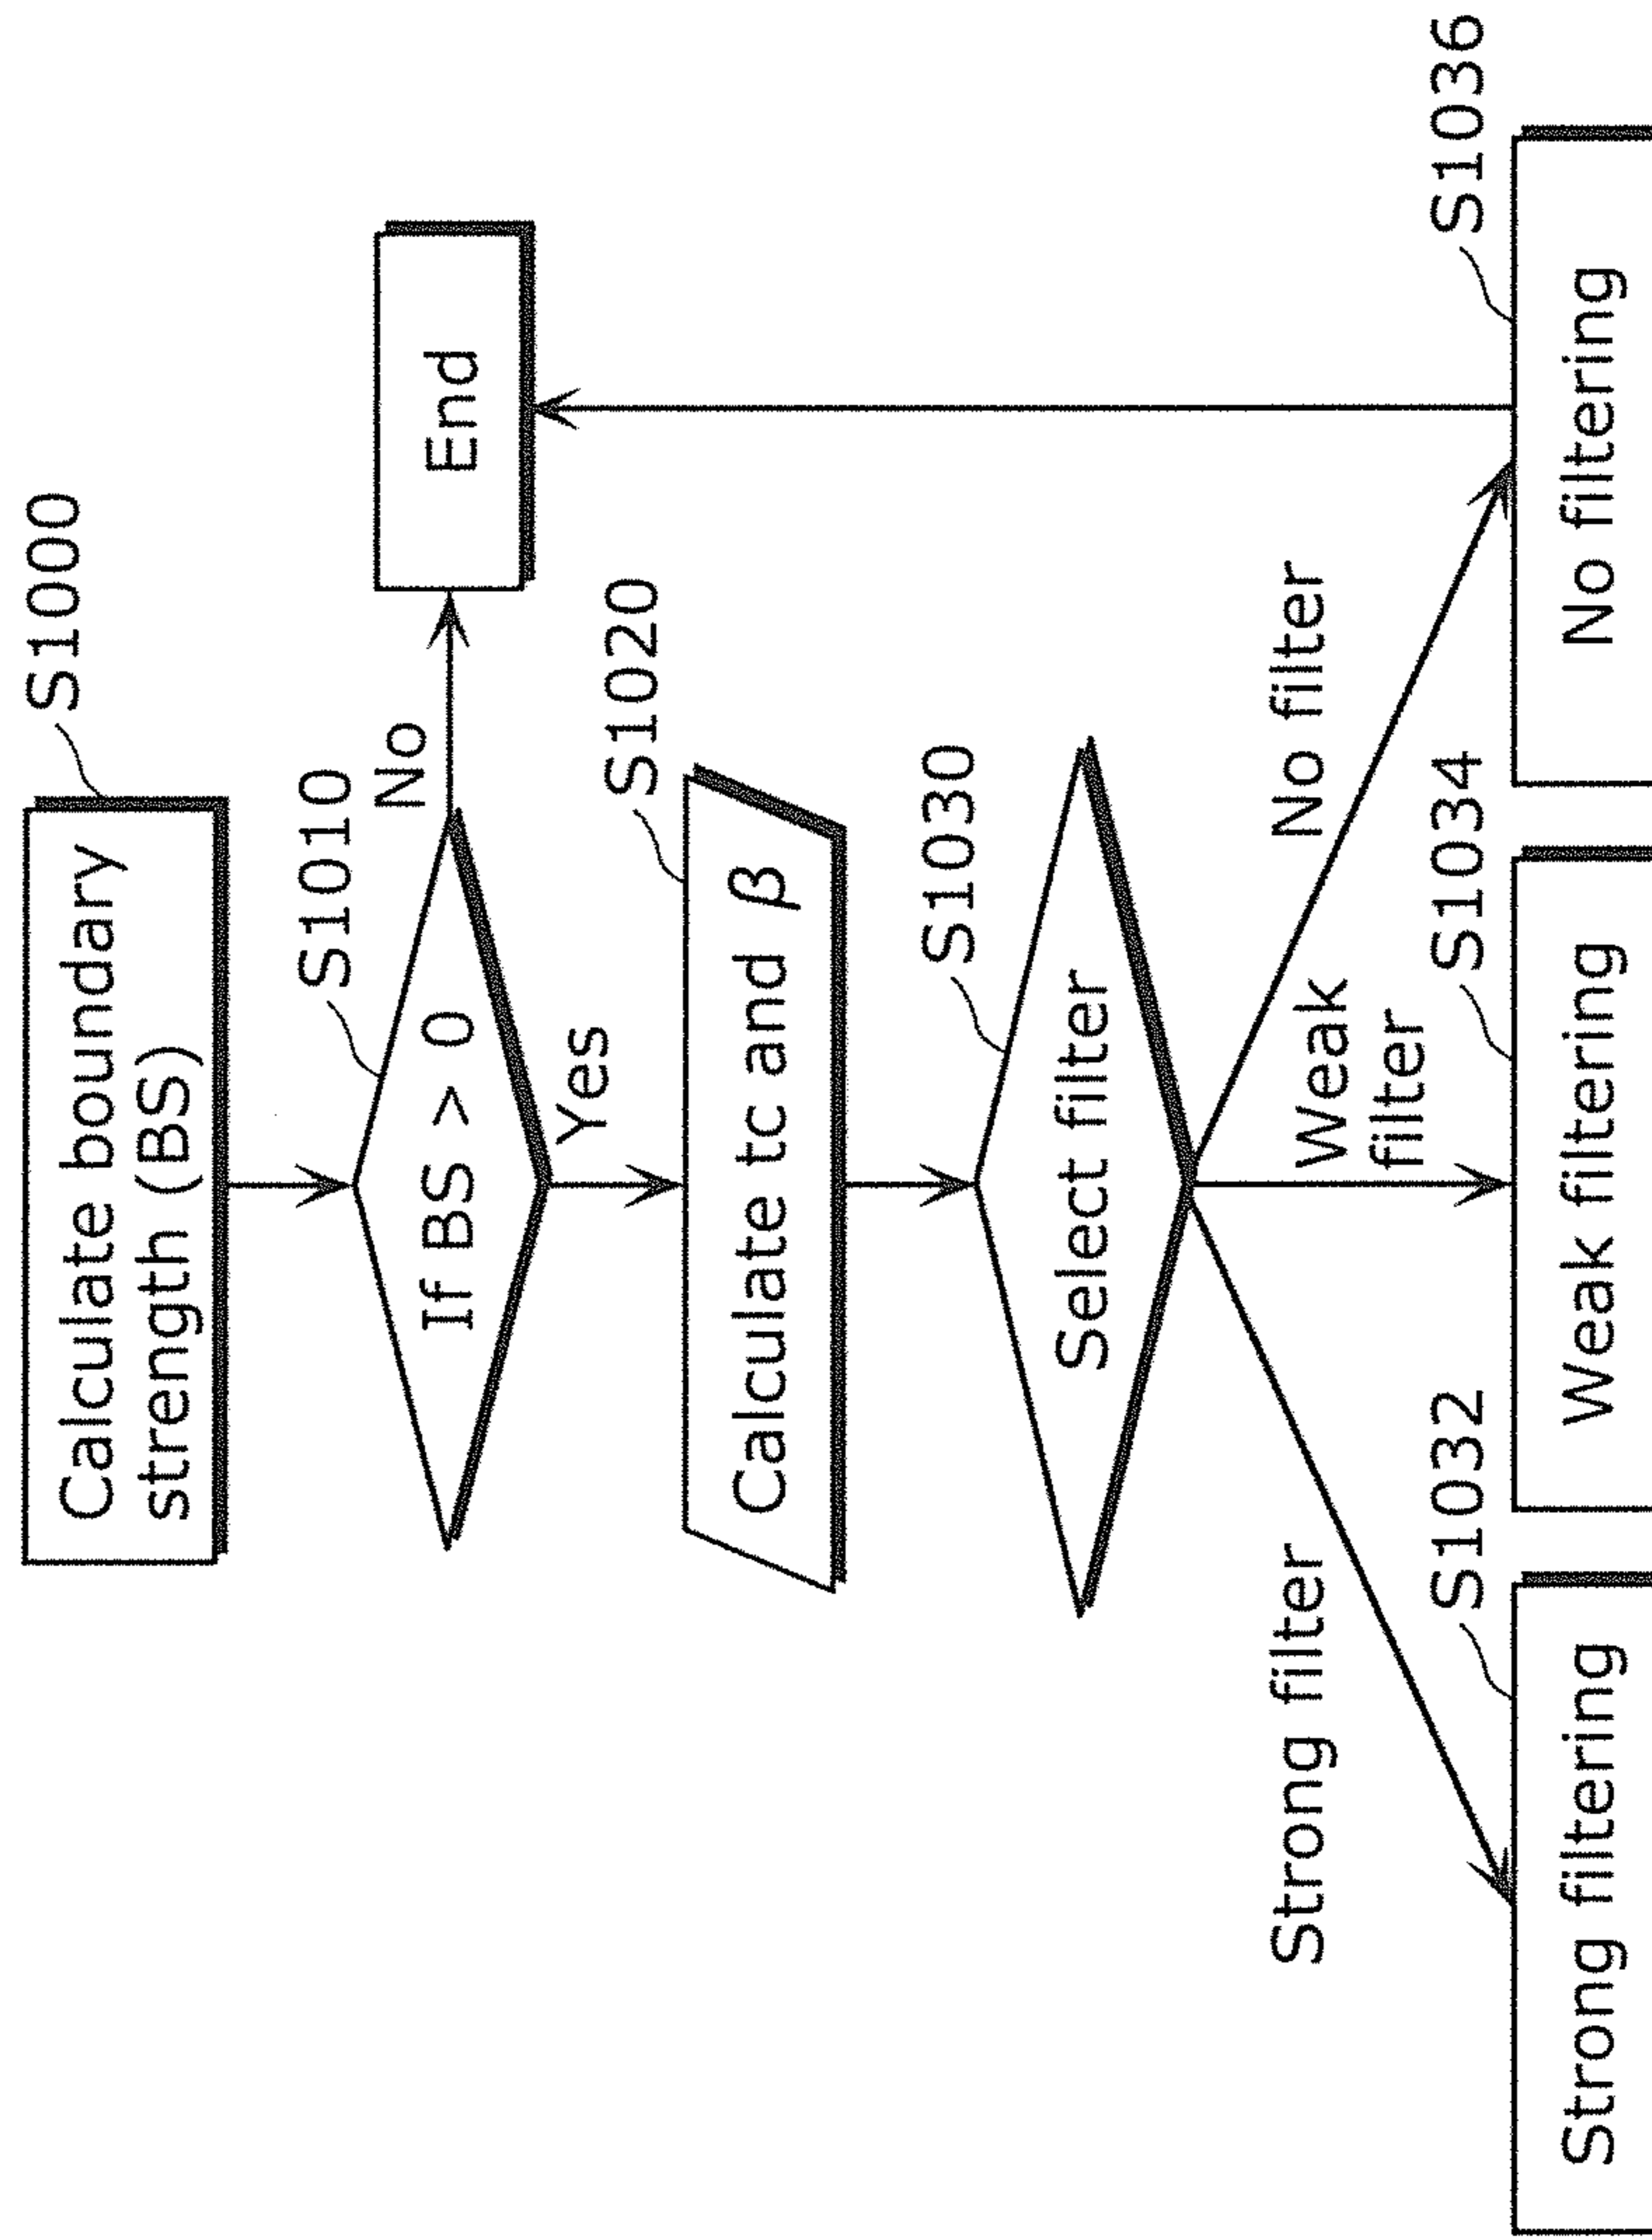 Calculate boundary
strength (BS)
S1000
If BS > 0
S1010
No
End
Yes
Calculate tc and β
S1020
Select filter
S1030
Strong filter
Weak
filter
No filter
Strong filtering
S1032
Weak filtering
S1034
No filtering
S1036